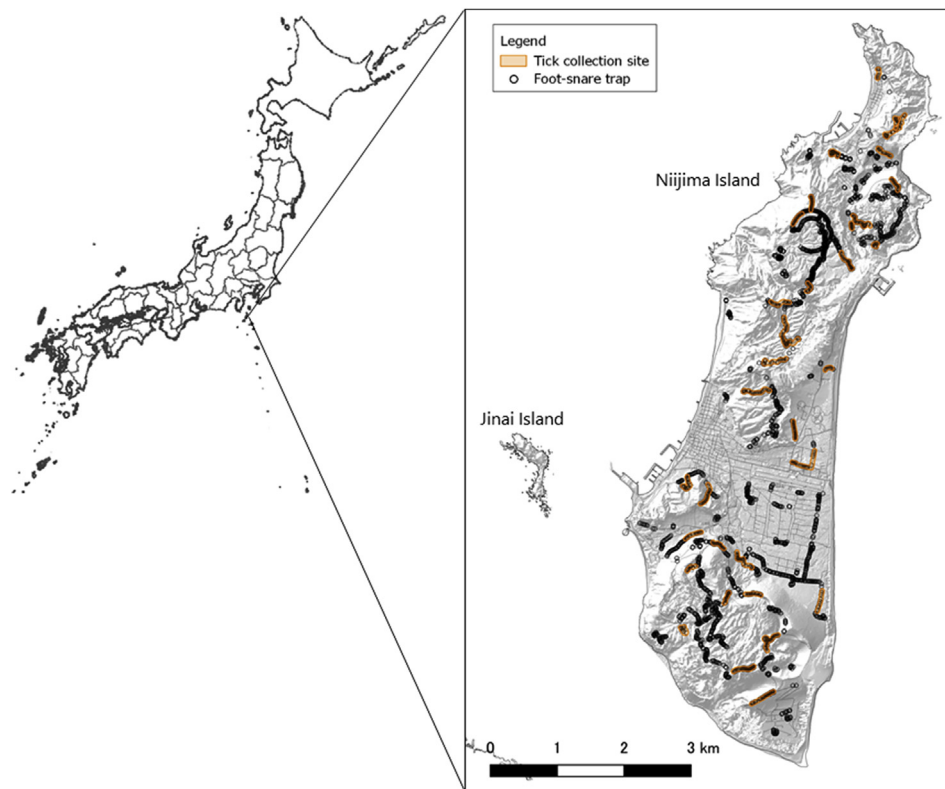 Legend
Tick collection site
Foot-snare trap
Niijima Island
Jinai Island
0 1 2 3 km